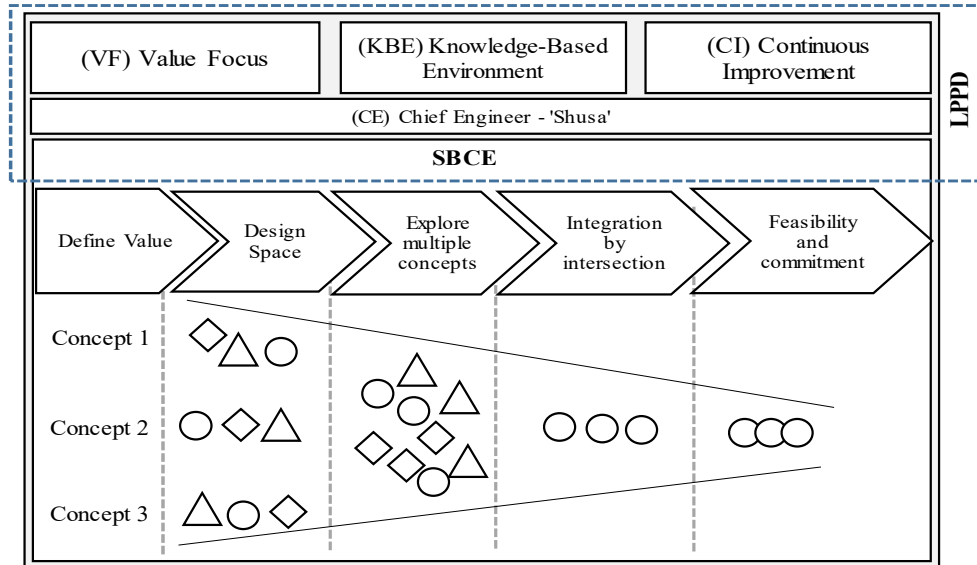 (VF) Value Focus
(KBE) Knowledge-Based
Environment
(CI) Continuous
Improvement
LPPD
(CE) Chief Engineer - 'Shusa'
SBCE
Define Value
Design
Space
Explore
multiple
concepts
Integration
by
intersection
Feasibility
and
commitment
Concept 1
Concept 2
Concept 3